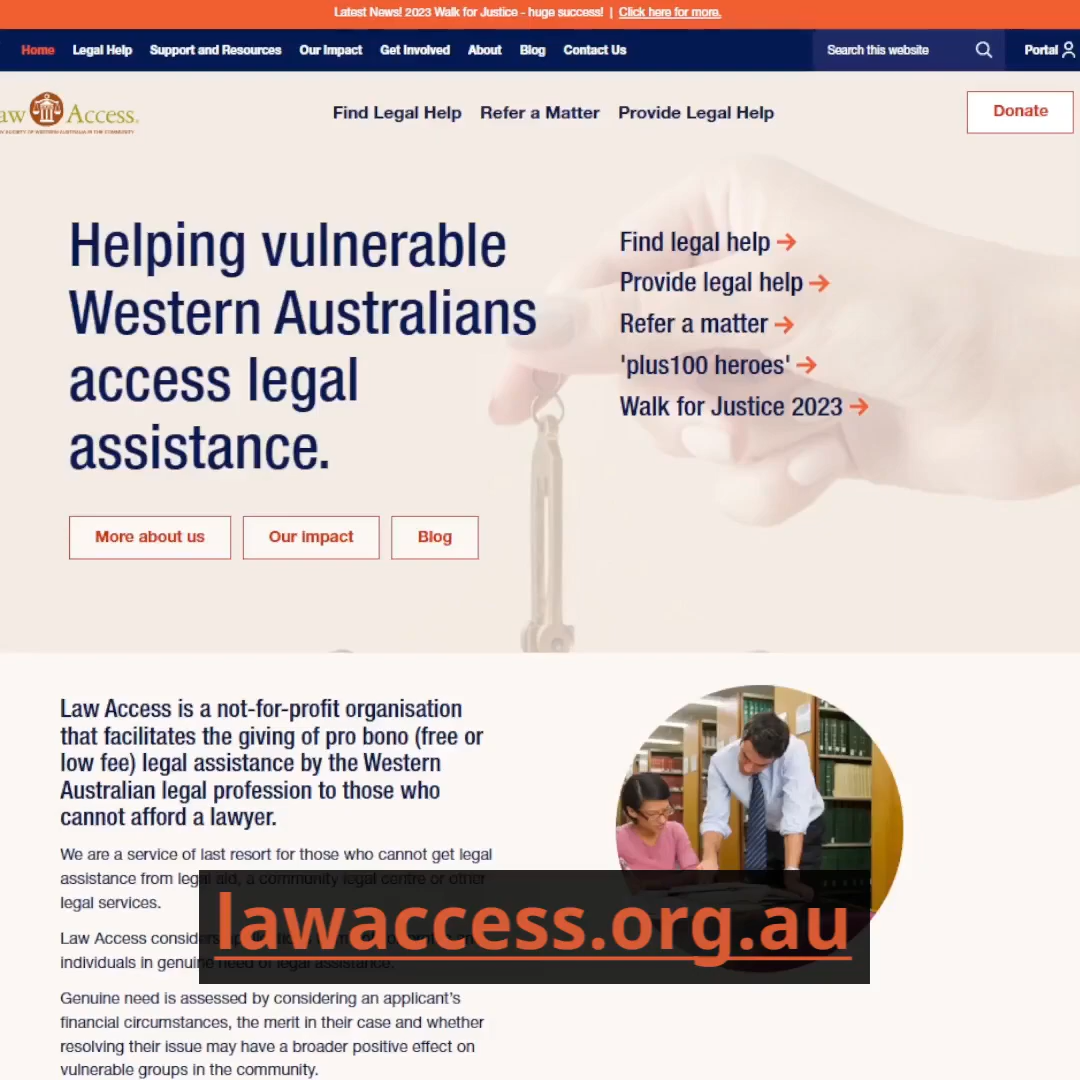 Latest News! 2023 Walk for Justice - huge success! | Click here for more.
Home Legal Help Support and Resources Our Impact Get Involved About Blog Contact Us Search this website Portal
aw Access.
SOCIETY OF WESTERN AUSTRALIA IN THE COMMUNITY
Find Legal Help Refer a Matter Provide Legal Help
Donate
Helping vulnerable
Western Australians
access legal
assistance.
Find legal help →
Provide legal help →
Refer a matter →
'plus100 heroes' →
Walk for Justice 2023 →
More about us Our impact Blog
Law Access is a not-for-profit organisation
that facilitates the giving of pro bono (free or
low fee) legal assistance by the Western
Australian legal profession to those who
cannot afford a lawyer.
We are a service of last resort for those who cannot get legal
assistance from legal aid, a community legal centre or other
legal services.
Law Access considers
individuals in genuine need of legal assistance.
lawaccess.org.au
Genuine need is assessed by considering an applicant’s
financial circumstances, the merit in their case and whether
resolving their issue may have a broader positive effect on
vulnerable groups in the community.